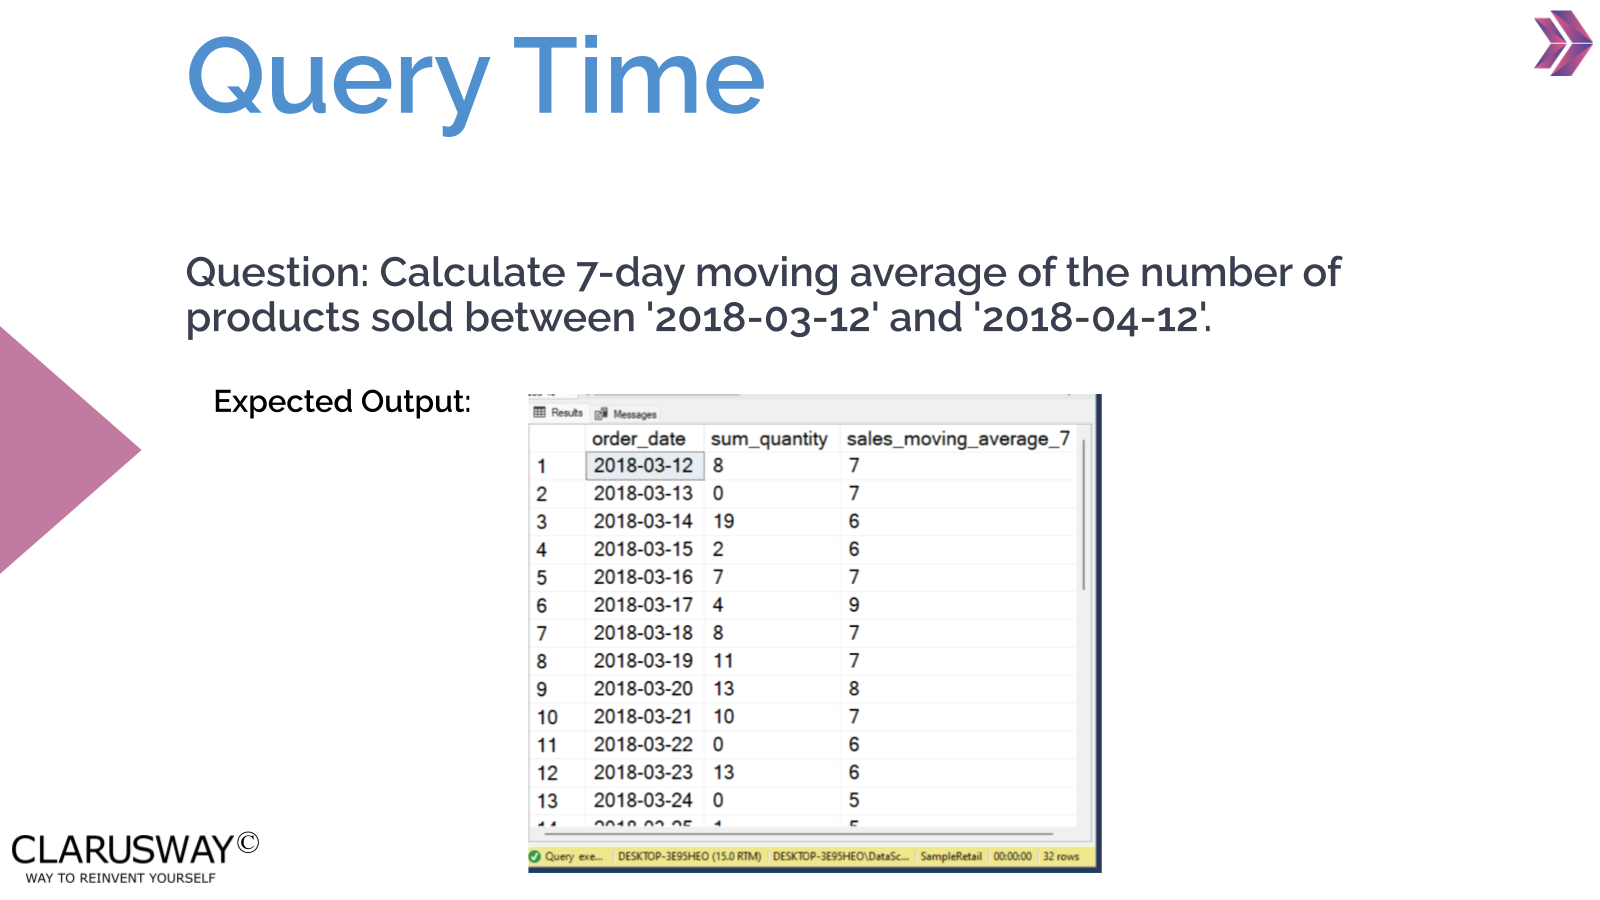 Query Time
Question: Calculate 7-day moving average of the number of
products sold between '2018-03-12' and '2018-04-12'.
Expected Output:
Results Messages
order_date sum_quantity sales_moving_average_7
1 2018-03-12 8 7
2 2018-03-13 0 7
3 2018-03-14 19 6
4 2018-03-15 2 6
5 2018-03-16 7 7
6 2018-03-17 4 9
7 2018-03-18 8 7
8 2018-03-19 11 7
9 2018-03-20 13 8
10 2018-03-21 10 7
11 2018-03-22 0 6
12 2018-03-23 13 6
13 2018-03-24 0 5
Query exe... DESKTOP-3E95HEO (15.0 RTM) DESKTOP-3E95HEO\DataSc... SampleRetail 00:00:00 32 rows
CLARUSWAY©
WAY TO REINVENT YOURSELF